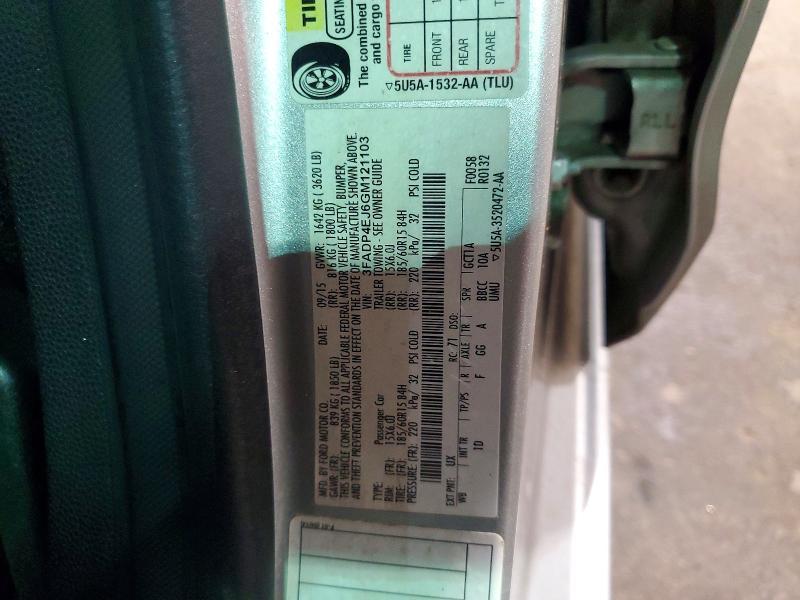 TI
SEATIN
The combined
and cargo
TIRE
FRONT
REAR
SPARE
▽5U5A-1532-AA (TLU)
MFD. BY FORD MOTOR CO. DATE: 09/15 GVWR: 1642 KG ( 3620 LB)
GAWR: (FR): 839 KG ( 1850 LB) (RR): 816 KG ( 1800 LB)
THIS VEHICLE CONFORMS TO ALL APPLICABLE FEDERAL MOTOR VEHICLE SAFETY, BUMPER,
AND THEFT PREVENTION STANDARDS IN EFFECT ON THE DATE OF MANUFACTURE SHOWN ABOVE.
VIN: 3FADP4EJ6GM121103
TYPE: Passenger Car TRAILER TOWING - SEE OWNER GUIDE
RIM: (FR): 15X6.0J (RR): 15X6.0J
TIRE: (FR): 185/60R15 84H (RR): 185/60R15 84H
PRESSURE: (FR): 220 kPa/ 32 PSI COLD (RR): 220 kPa/ 32 PSI COLD
EXT PNT: UX RC: 71 DSO: F0058
WB INT TR TP/PS R AXLE TR SPR GCT1A R0132
1D F GG A BBCC 10A
UMU ▽5U5A-3520472-AA
ALL